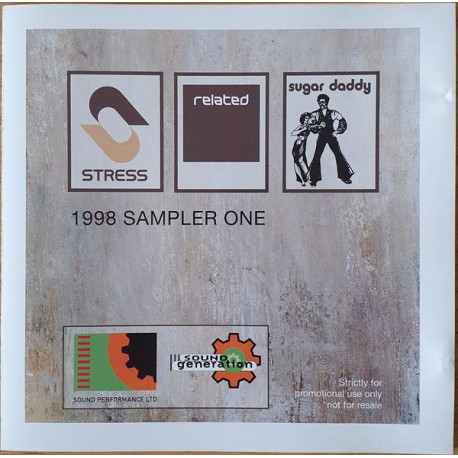 STRESS
related
sugar daddy
1998 SAMPLER ONE
SOUND PERFORMANCE LTD
SOUND
generation
Strictly for
promotional use only
not for resale